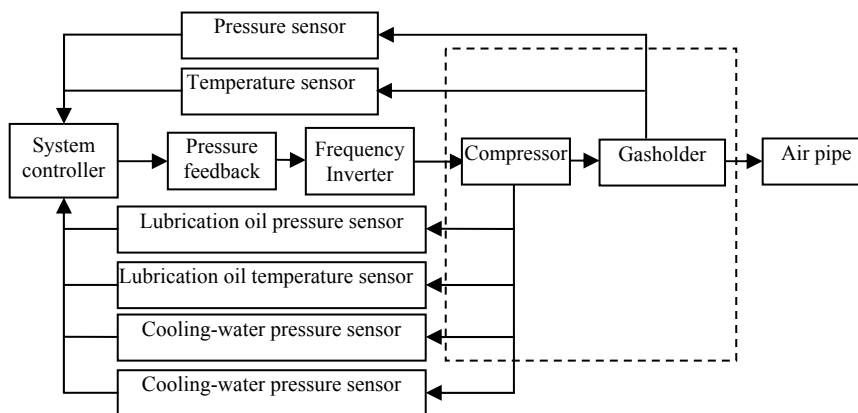 Pressure sensor
Temperature sensor
System
controller
Pressure
feedback
Frequency
Inverter
Compressor
Gasholder
Air pipe
Lubrication oil pressure sensor
Lubrication oil temperature sensor
Cooling-water pressure sensor
Cooling-water pressure sensor